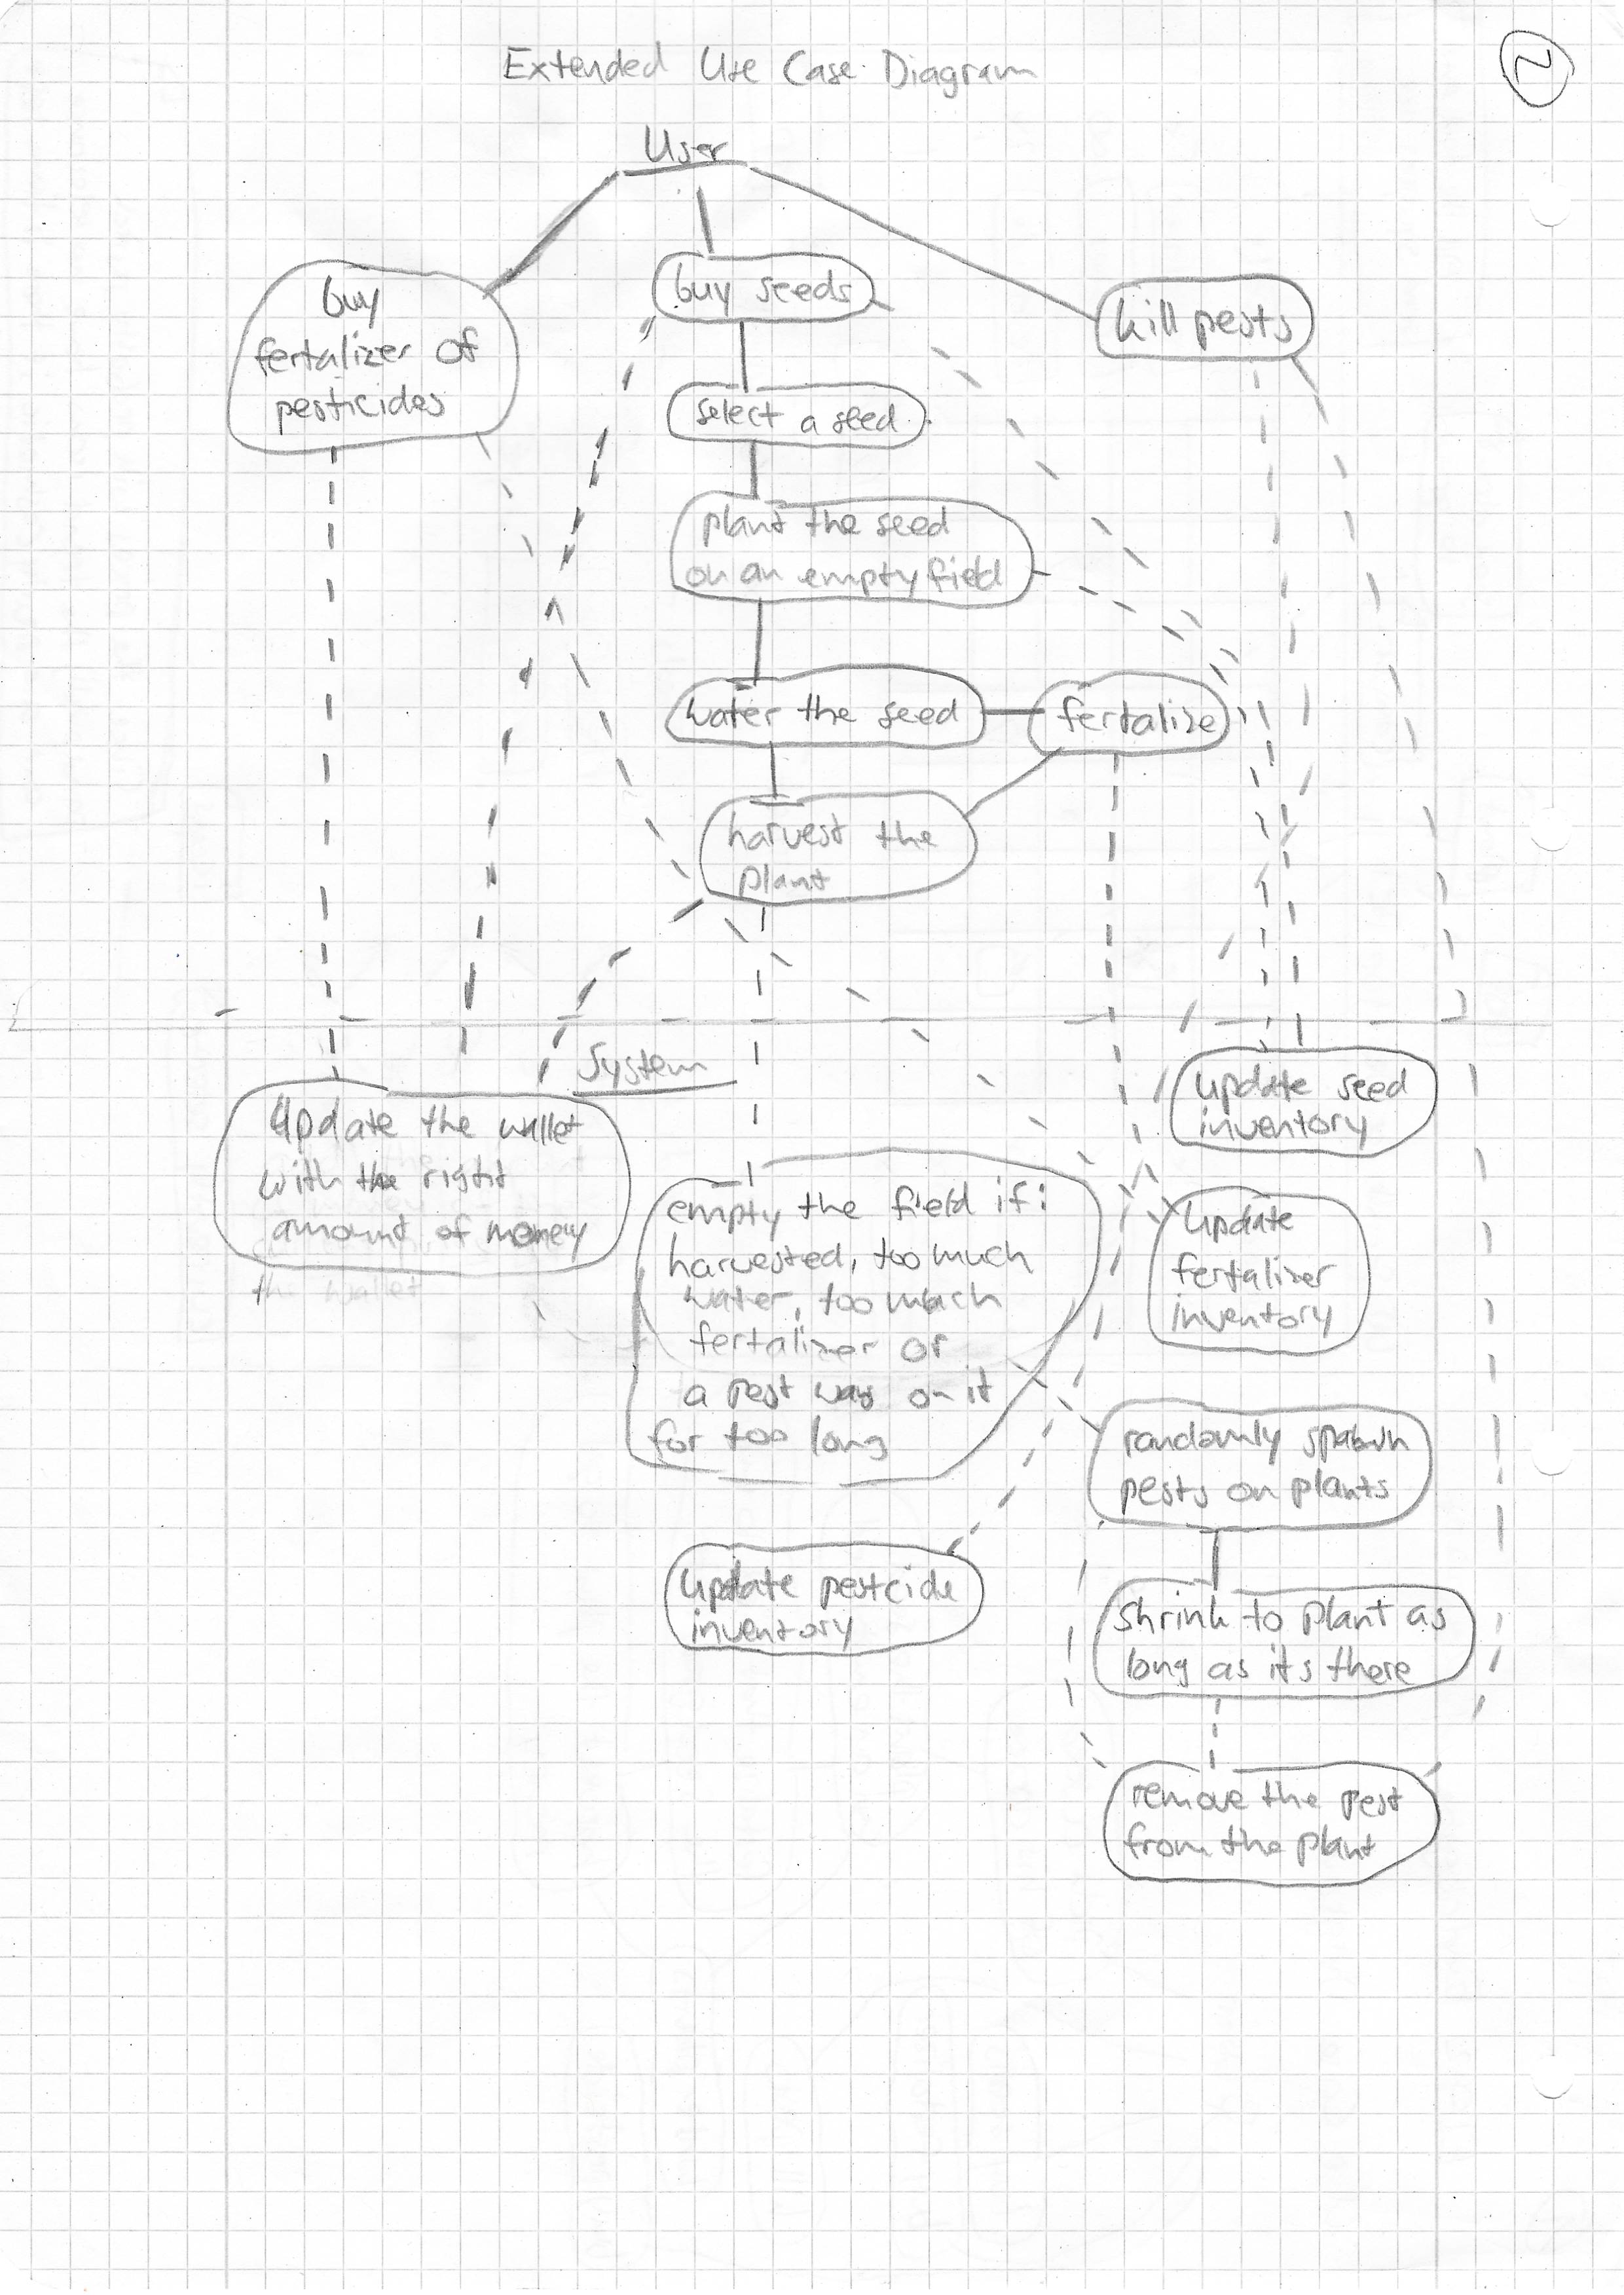 Extended Use Case Diagram
2
User
buy
fertalizer of
pesticides
buy seeds
kill pests
select a seed
plant the seed
on an empty field
water the seed
fertalize
harvest the
plant
System
Update the wallet
with the right
amount of money
the wallet
update seed
inventory
empty the field if:
harvested, too much
water, too much
fertalizer or
a pest was on it
for too long
update
fertalizer
inventory
randomly spawn
pests on plants
update pestcide
inventory
shrink to plant as
long as its there
remove the pest
from the plant